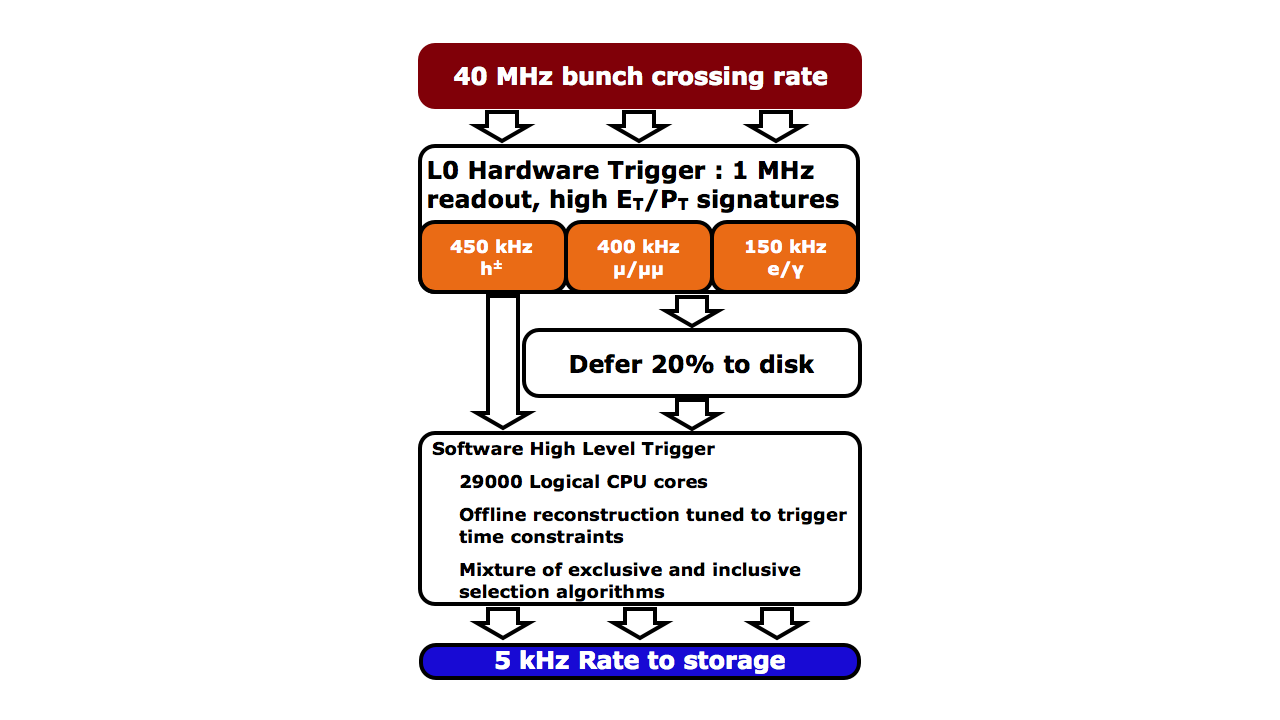 40 MHz bunch crossing rate
L0 Hardware Trigger : 1 MHz
readout, high E_T/P_T signatures
450 kHz
h±
400 kHz
μ/μμ
150 kHz
e/γ
Defer 20% to disk
Software High Level Trigger
29000 Logical CPU cores
Offline reconstruction tuned to trigger
time constraints
Mixture of exclusive and inclusive
selection algorithms
5 kHz Rate to storage